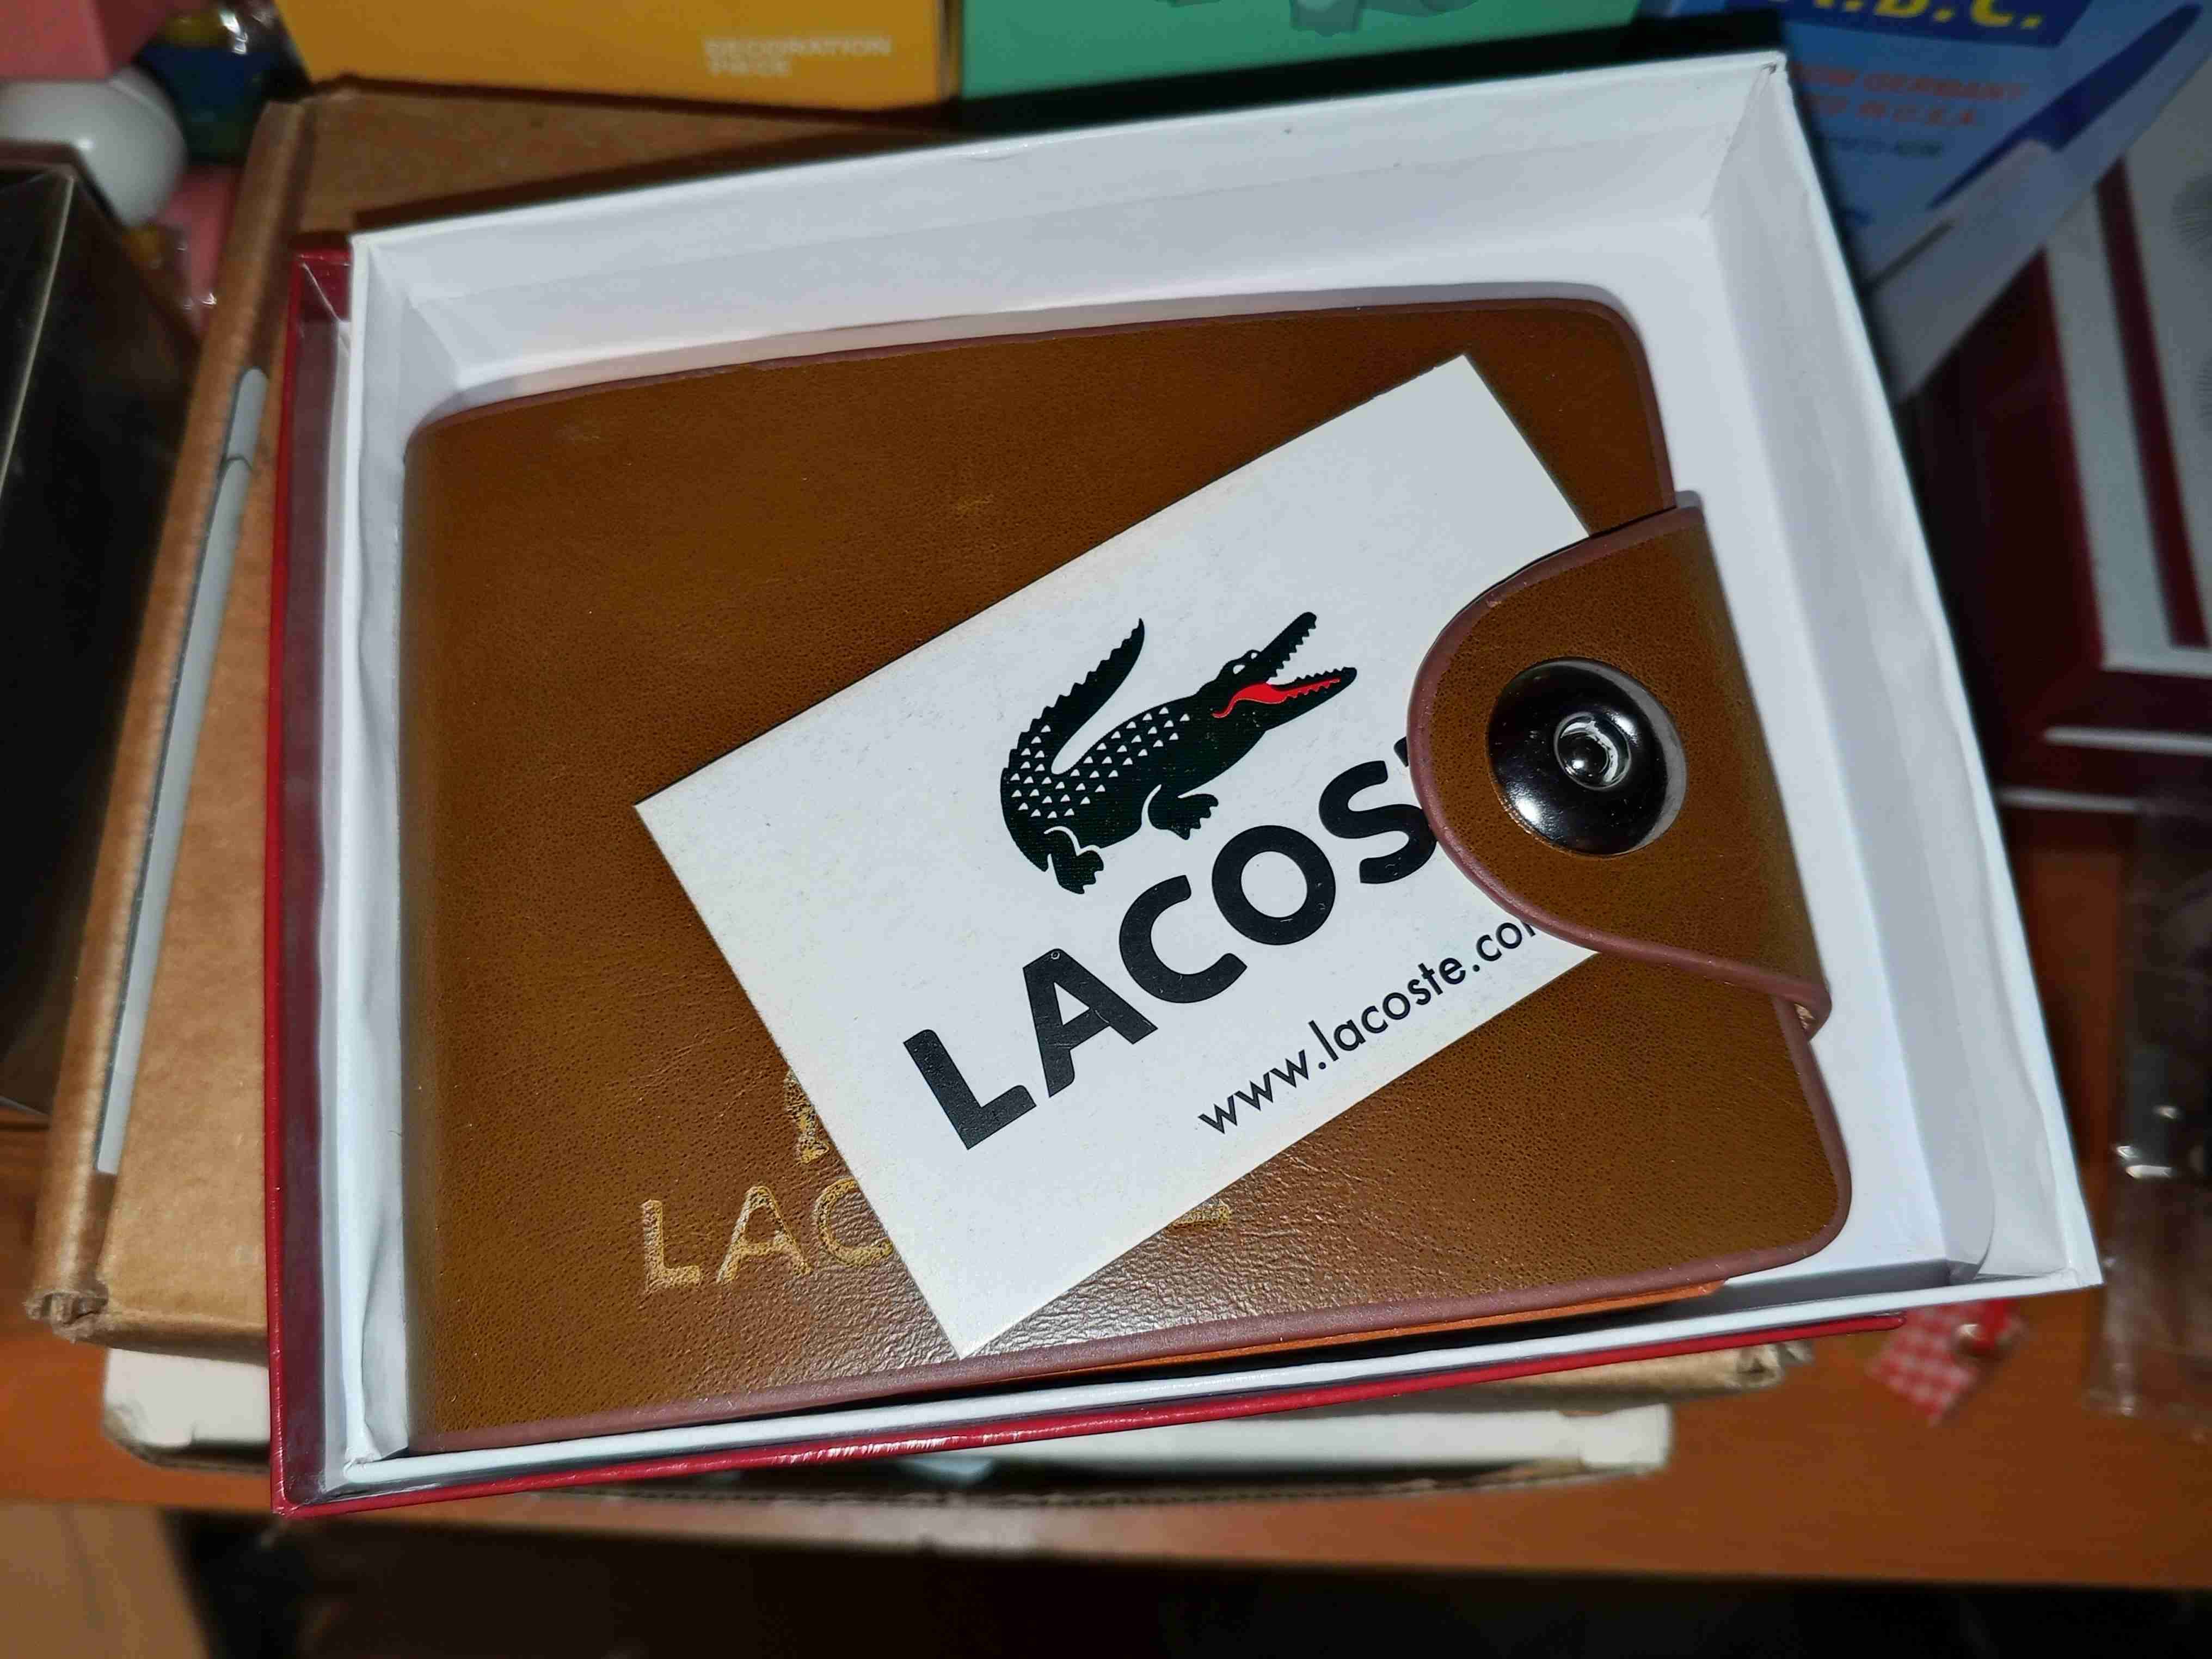 DECORATION
PIECE
A.B.C.
LACOS
www.lacoste.co
LAC